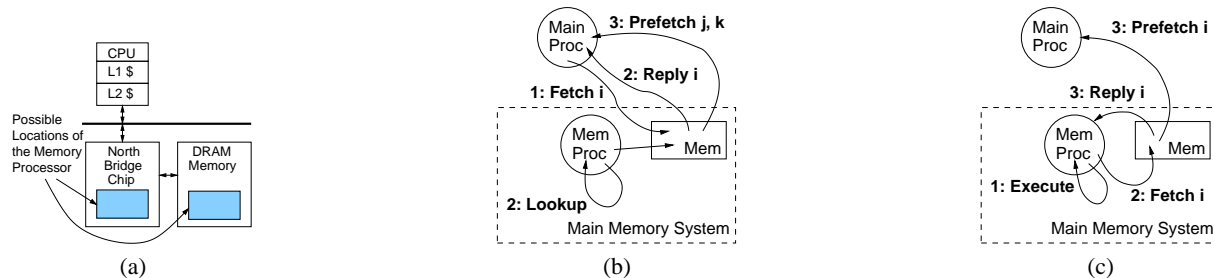 CPU
L1 $
L2 $
Possible
Locations of
the Memory
Processor
North
Bridge
Chip
DRAM
Memory
(a)
3: Prefetch j, k
Main
Proc
2: Reply i
1: Fetch i
Mem
Proc
Mem
2: Lookup
Main Memory System
(b)
Main
Proc
3: Prefetch i
3: Reply i
Mem
Proc
Mem
1: Execute
2: Fetch i
Main Memory System
(c)